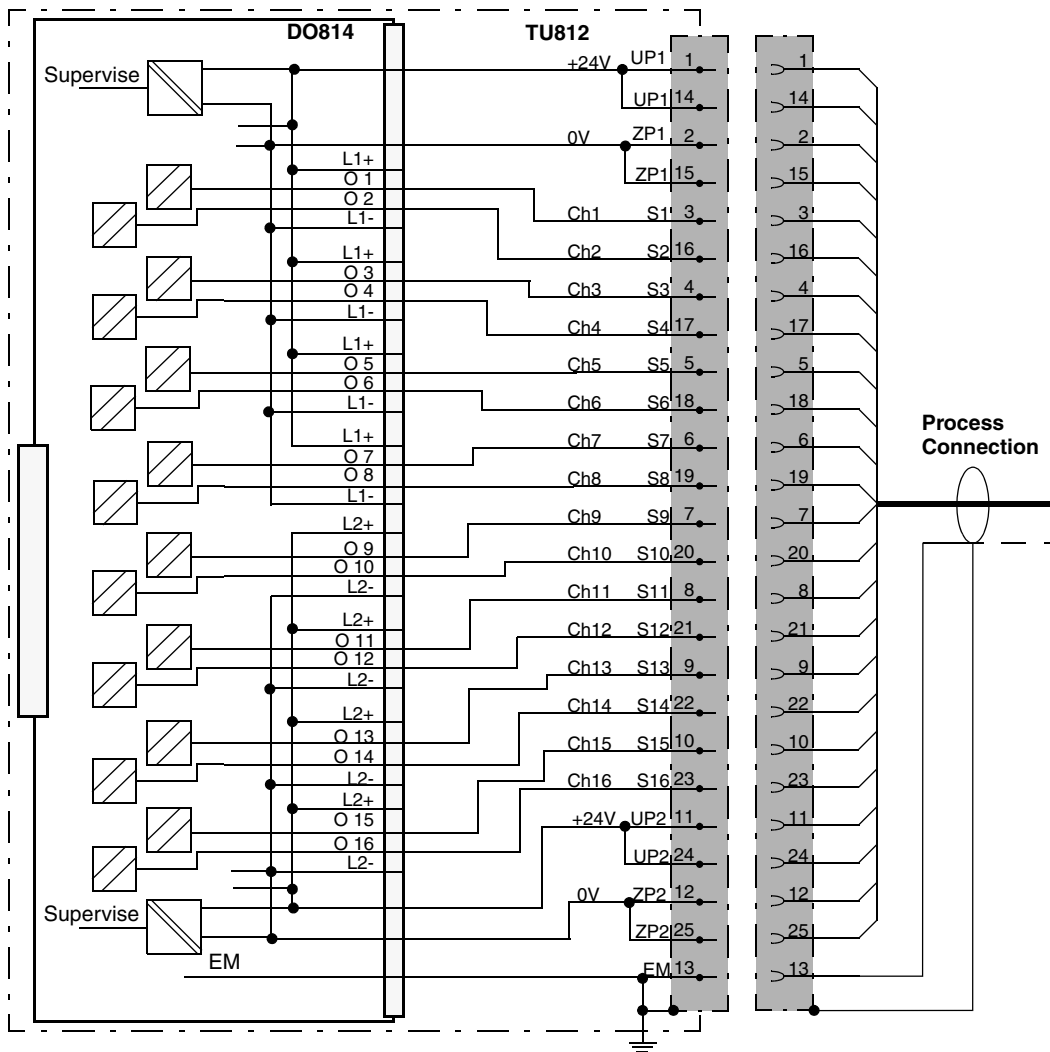 DO814 TU812
Supervise +24V UP1 1 1
UP1 14 14
0V ZP1 2 2
L1+ ZP1 15 15
O 1
O 2
L1- Ch1 S1 3 3
L1+ Ch2 S2 16 16
O 3
O 4 Ch3 S3 4 4
L1- Ch4 S4 17 17
L1+
O 5 Ch5 S5 5 5
O 6
L1- Ch6 S6 18 18
Process
Connection
L1+ Ch7 S7 6 6
O 7
O 8 Ch8 S8 19 19
L1-
L2+ Ch9 S9 7 7
O 9 Ch10 S10 20 20
O 10
L2- Ch11 S11 8 8
L2+ Ch12 S12 21 21
O 11
O 12 Ch13 S13 9 9
L2-
L2+ Ch14 S14 22 22
O 13 Ch15 S15 10 10
O 14
L2- Ch16 S16 23 23
L2+
O 15 +24V UP2 11 11
O 16
L2- UP2 24 24
0V ZP2 12 12
Supervise
ZP2 25 25
EM EM 13 13